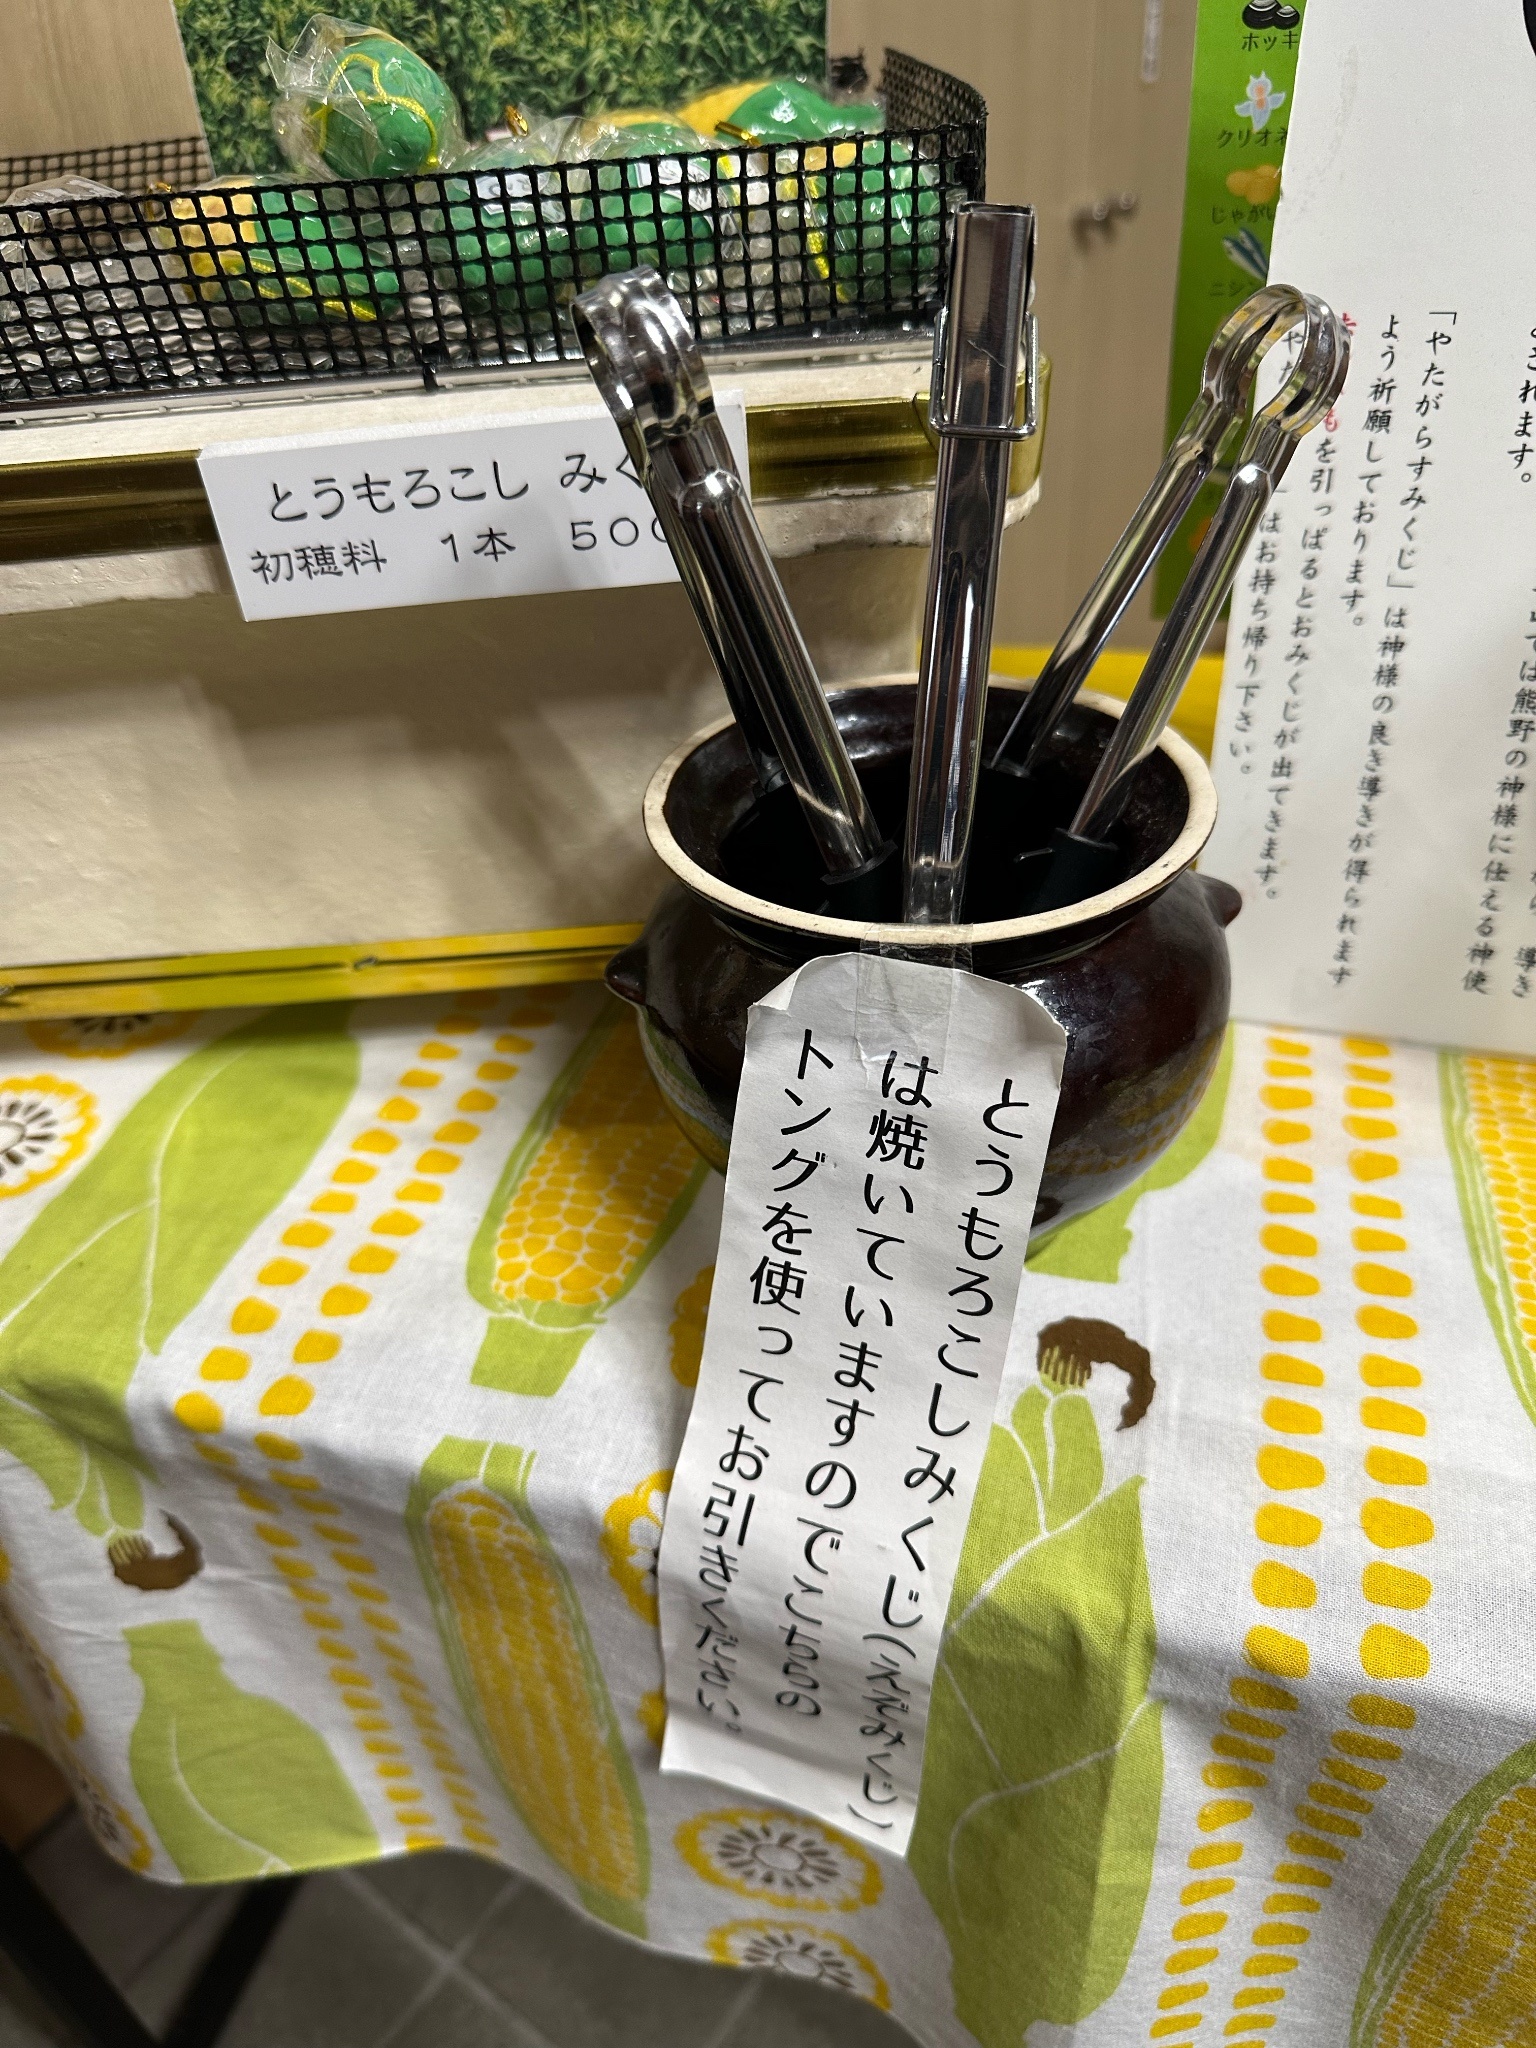 とうもろこし みく
初穂料 1本 500
とうもろこしみくじ(えぞみくじ)
は焼いていますのでこちらの
トングを使ってお引きください。
ホッキ
クリオネ
じゃがい
ニシン
「やたがらすみくじ」は神様の良き導きが得られます
よう祈願しております。
を引っぱるとおみくじが出てきます。
はお持ち帰り下さい。
されます。
では熊野の神様に仕える神使
導き